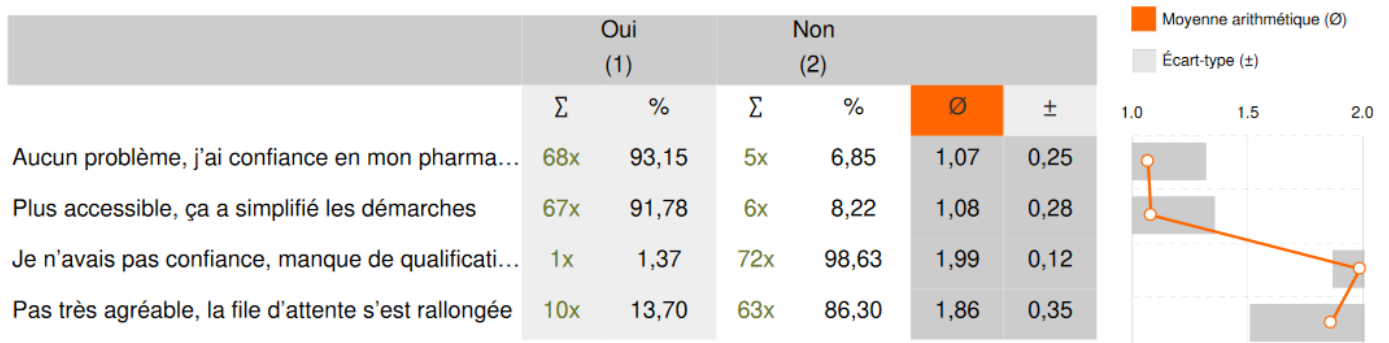 Oui Non
(1) (2)
Σ % Σ % Ø ±
Aucun problème, j’ai confiance en mon pharma… 68x 93,15 5x 6,85 1,07 0,25
Plus accessible, ça a simplifié les démarches 67x 91,78 6x 8,22 1,08 0,28
Je n’avais pas confiance, manque de qualificati… 1x 1,37 72x 98,63 1,99 0,12
Pas très agréable, la file d’attente s’est rallongée 10x 13,70 63x 86,30 1,86 0,35
Moyenne arithmétique (Ø)
Écart-type (±)
1.0 1.5 2.0